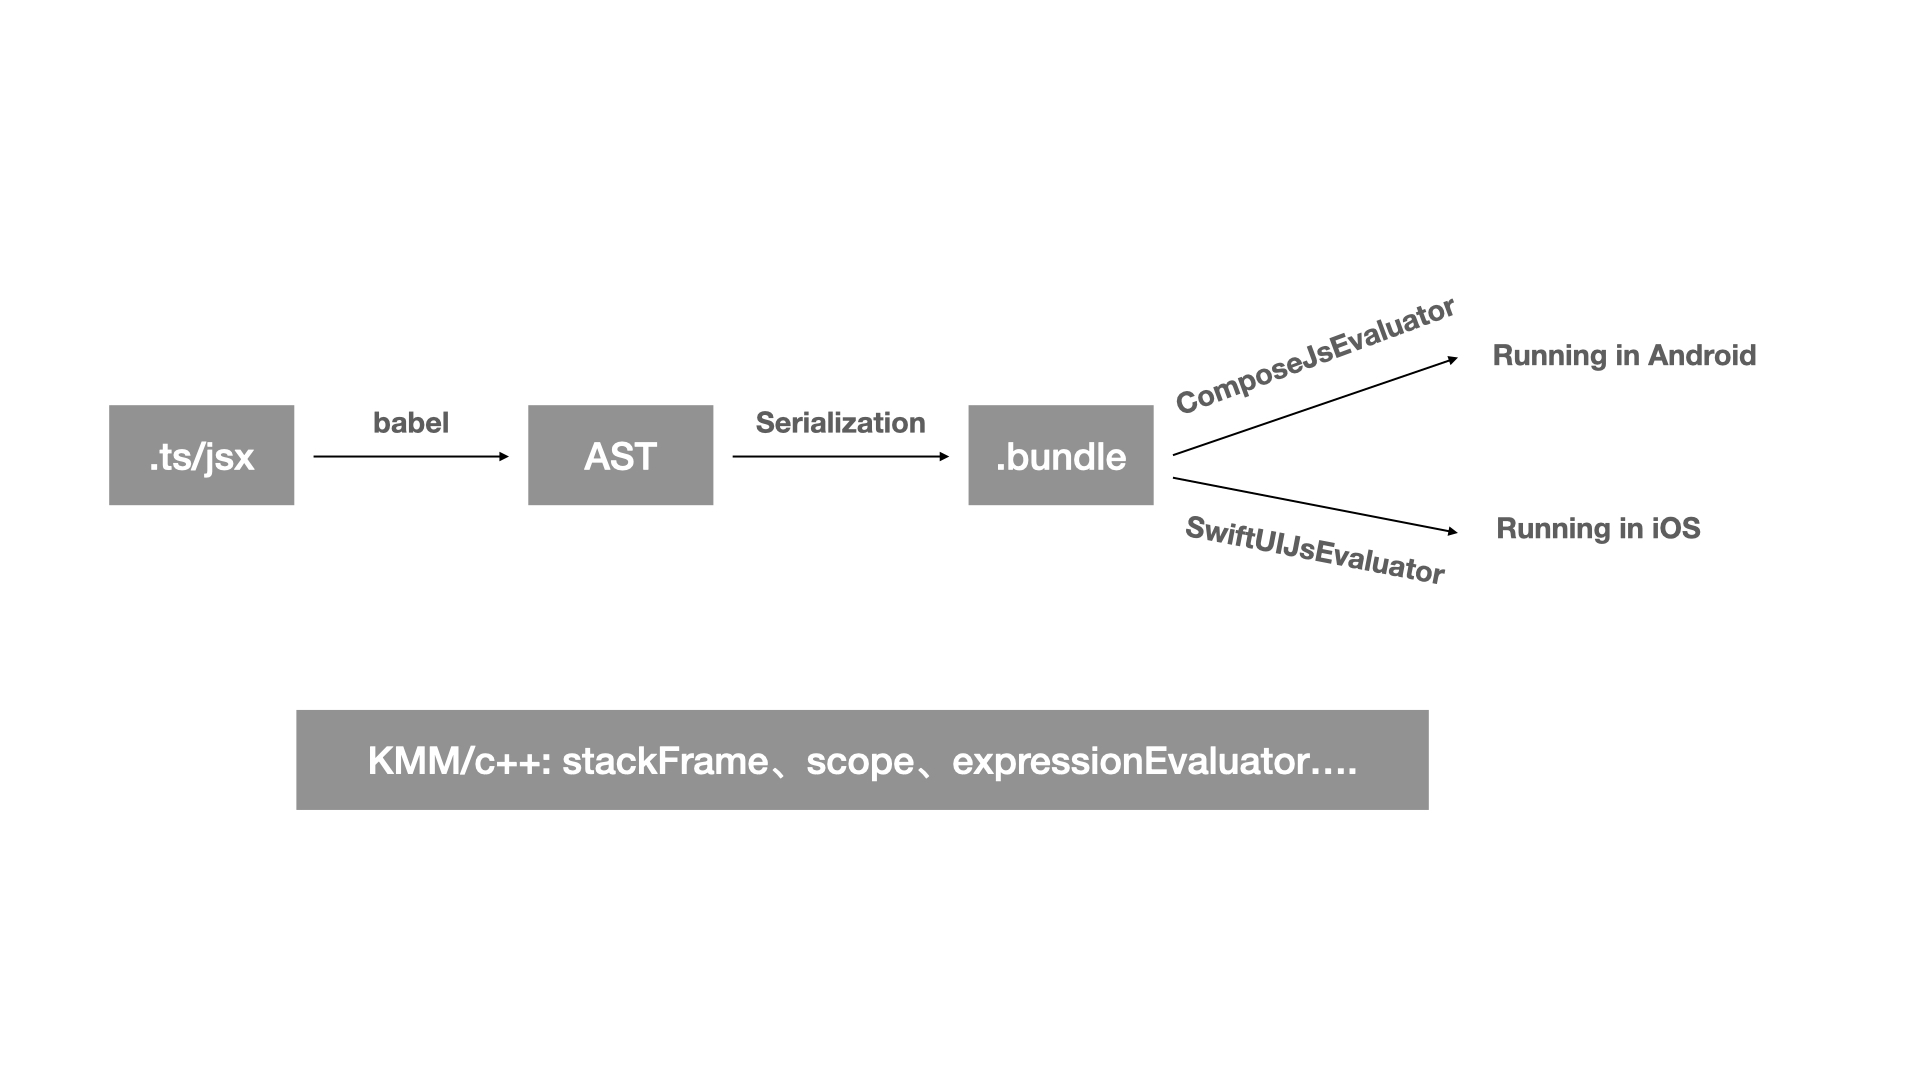 .ts/jsx
babel
AST
Serialization
.bundle
ComposeJsEvaluator
Running in Android
SwiftUIJsEvaluator
Running in iOS
KMM/c++: stackFrame、scope、expressionEvaluator....